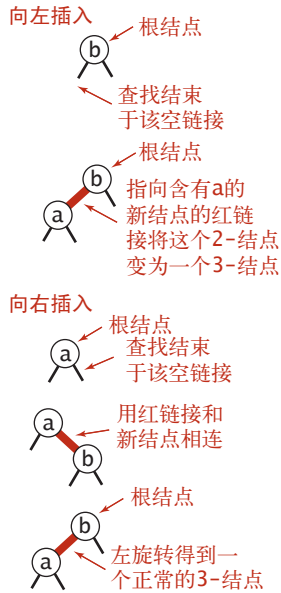 向左插入
根结点
b
查找结束
于该空链接
根结点
b
指向含有a的
新结点的红链
接将这个2-结点
变为一个3-结点
a
向右插入
根结点
a
查找结束
于该空链接
a
用红链接和
新结点相连
b
根结点
b
左旋转得到一
个正常的3-结点
a